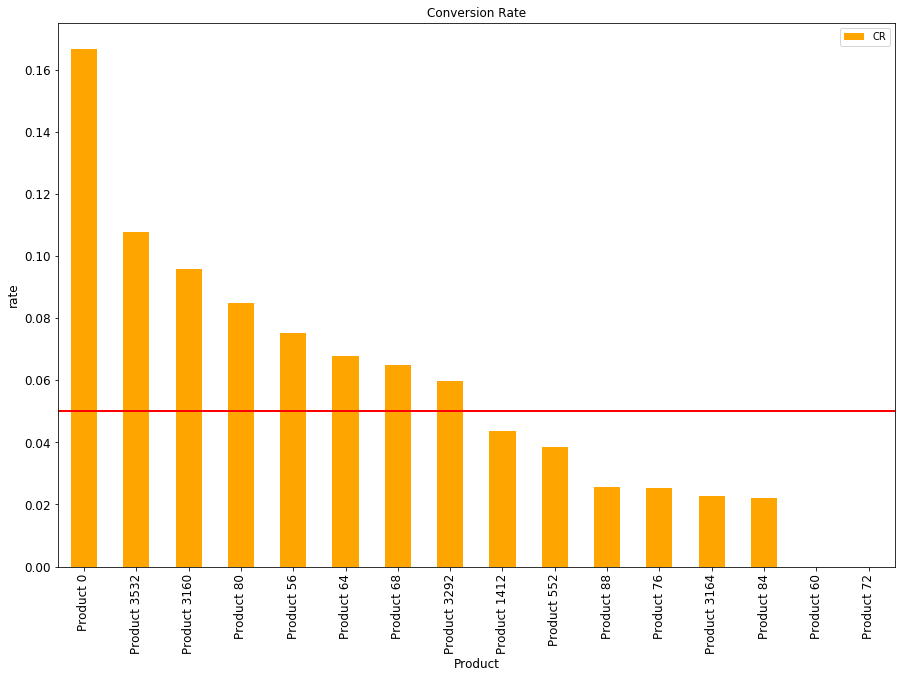 Conversion Rate
CR
rate
0.16
0.14
0.12
0.10
0.08
0.06
0.04
0.02
0.00
Product 0
Product 3532
Product 3160
Product 80
Product 56
Product 64
Product 68
Product 3292
Product 1412
Product 552
Product 88
Product 76
Product 3164
Product 84
Product 60
Product 72
Product